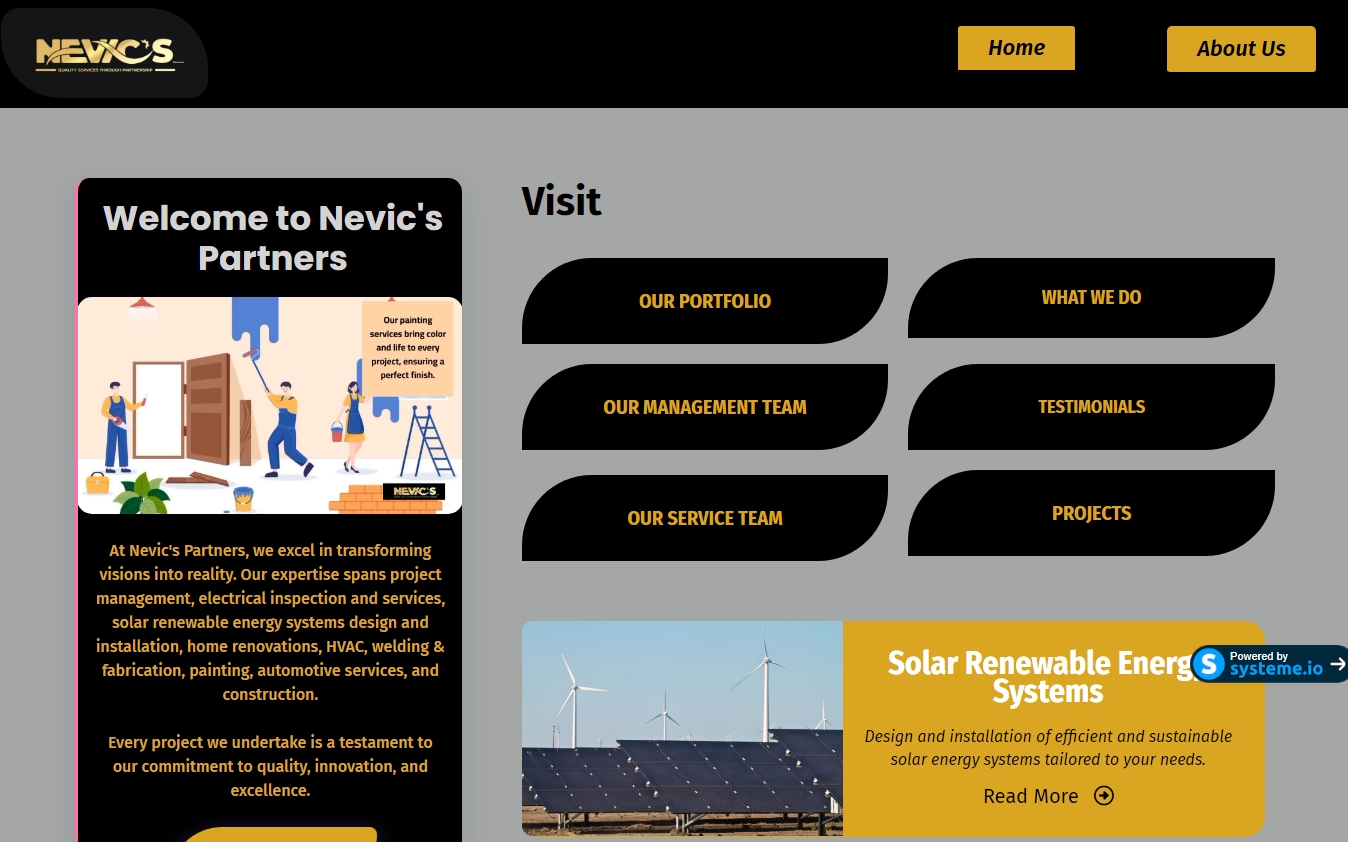 NEVIC'S
QUALITY SERVICES THROUGH PARTNERSHIP
Home
About Us
Welcome to Nevic's
Partners
Our painting
services bring color
and life to every
project, ensuring a
perfect finish.
NEVIC'S
At Nevic's Partners, we excel in transforming
visions into reality. Our expertise spans project
management, electrical inspection and services,
solar renewable energy systems design and
installation, home renovations, HVAC, welding &
fabrication, painting, automotive services, and
construction.
Every project we undertake is a testament to
our commitment to quality, innovation, and
excellence.
Visit
OUR PORTFOLIO
WHAT WE DO
OUR MANAGEMENT TEAM
TESTIMONIALS
OUR SERVICE TEAM
PROJECTS
Solar Renewable Energ
Systems
Design and installation of efficient and sustainable
solar energy systems tailored to your needs.
Read More
S
Powered by
systeme.io